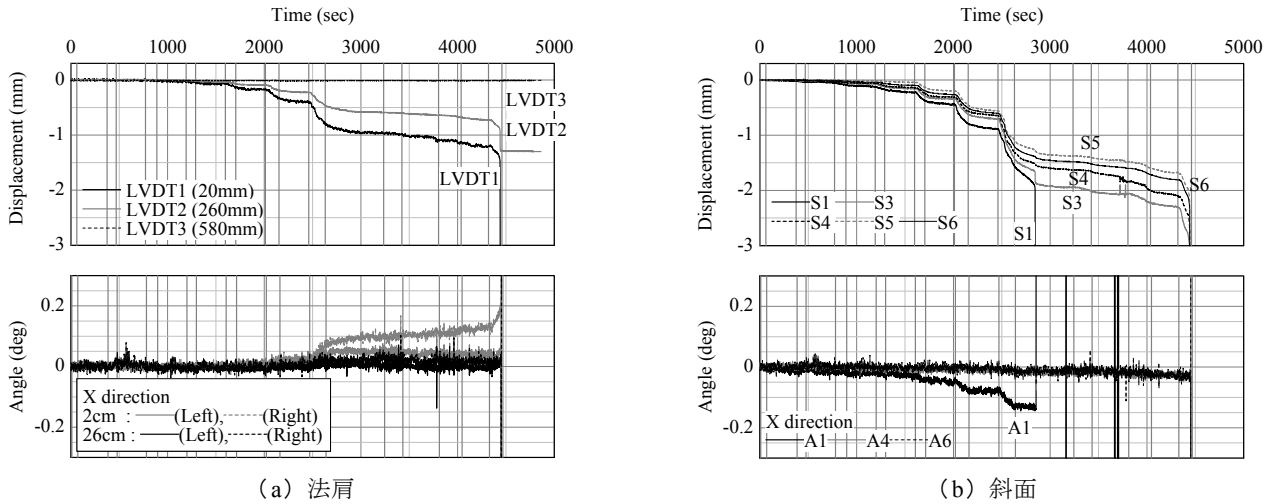 Time (sec)
0 1000 2000 3000 4000 5000
Displacement (mm)
0
-1
-2
-3
LVDT3
LVDT2
LVDT1
LVDT1 (20mm)
LVDT2 (260mm)
LVDT3 (580mm)
Angle (deg)
0.2
0
-0.2
X direction
2cm : (Left), (Right)
26cm : (Left), (Right)
(a) 法肩
Time (sec)
0 1000 2000 3000 4000 5000
Displacement (mm)
0
-1
-2
-3
S5
S4
S6
S3
S1
S1 S3
S4 S5 S6
Angle (deg)
0.2
0
-0.2
A1
X direction
A1 A4 A6
(b) 斜面